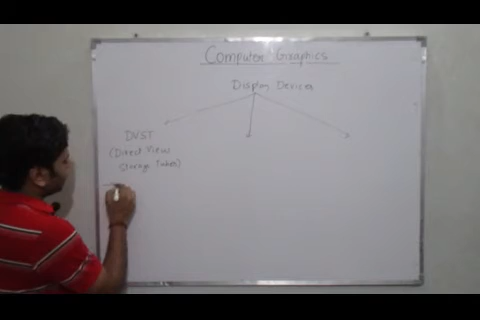 Computer Graphics
Display Devices
DVST
(Direct View
Storage Tubes)